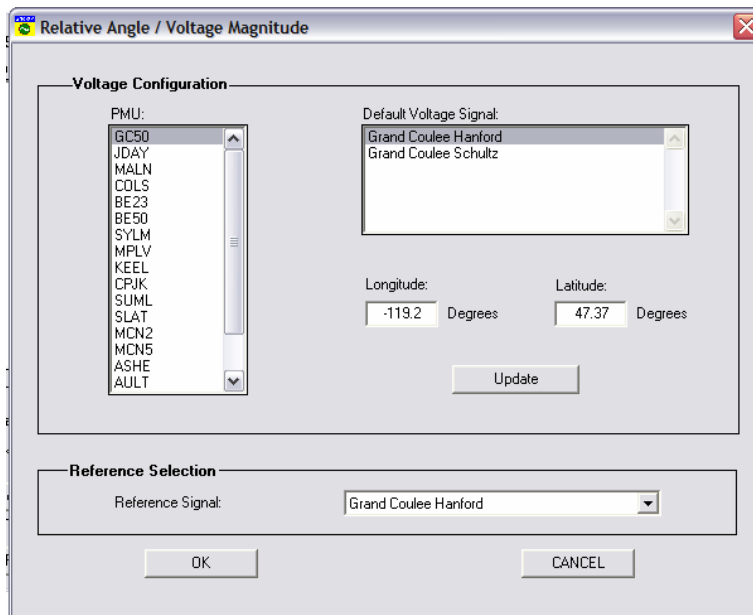 Relative Angle / Voltage Magnitude
Voltage Configuration
PMU:
GC50
JDAY
MALN
COLS
BE23
BE50
SYLM
MPLV
KEEL
CPJK
SUML
SLAT
MCN2
MCN5
ASHE
AULT
Default Voltage Signal:
Grand Coulee Hanford
Grand Coulee Schultz
Longitude: Latitude:
-119.2 Degrees 47.37 Degrees
Update
Reference Selection
Reference Signal: Grand Coulee Hanford
OK CANCEL